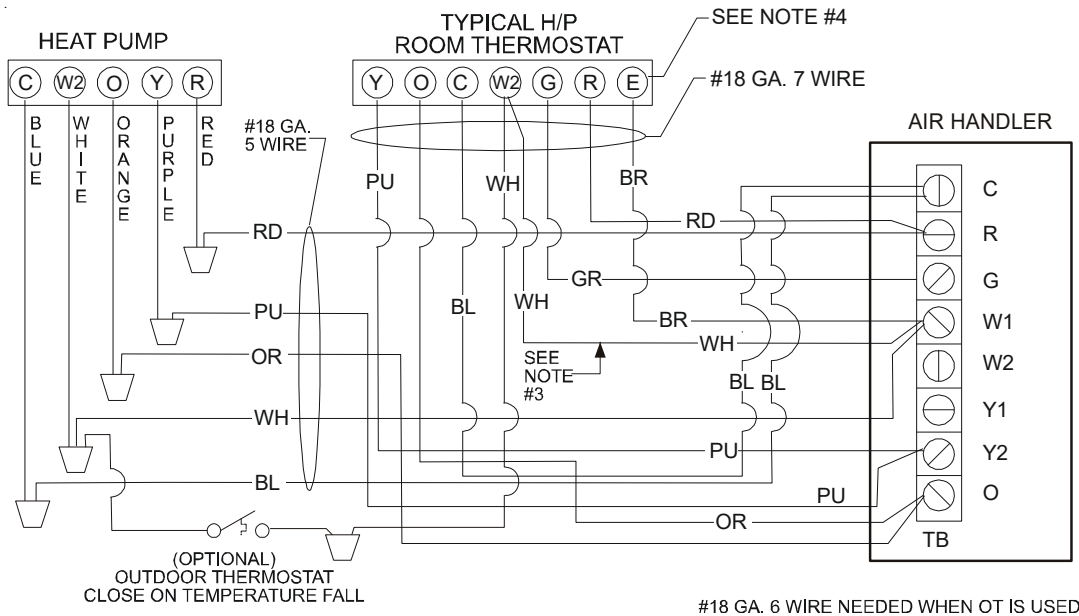 HEAT PUMP
C W2 O Y R
BLUE
WHITE
ORANGE
PURPLE
RED
#18 GA.
5 WIRE
TYPICAL H/P
ROOM THERMOSTAT
Y O C W2 G R E
SEE NOTE #4
#18 GA. 7 WIRE
AIR HANDLER
PU
WH
BR
C
RD
RD
R
GR
G
BL
WH
PU
BR
W1
WH
OR
SEE
NOTE
#3
W2
BL BL
WH
Y1
PU
Y2
BL
PU
O
OR
TB
(OPTIONAL)
OUTDOOR THERMOSTAT
CLOSE ON TEMPERATURE FALL
#18 GA. 6 WIRE NEEDED WHEN OT IS USED